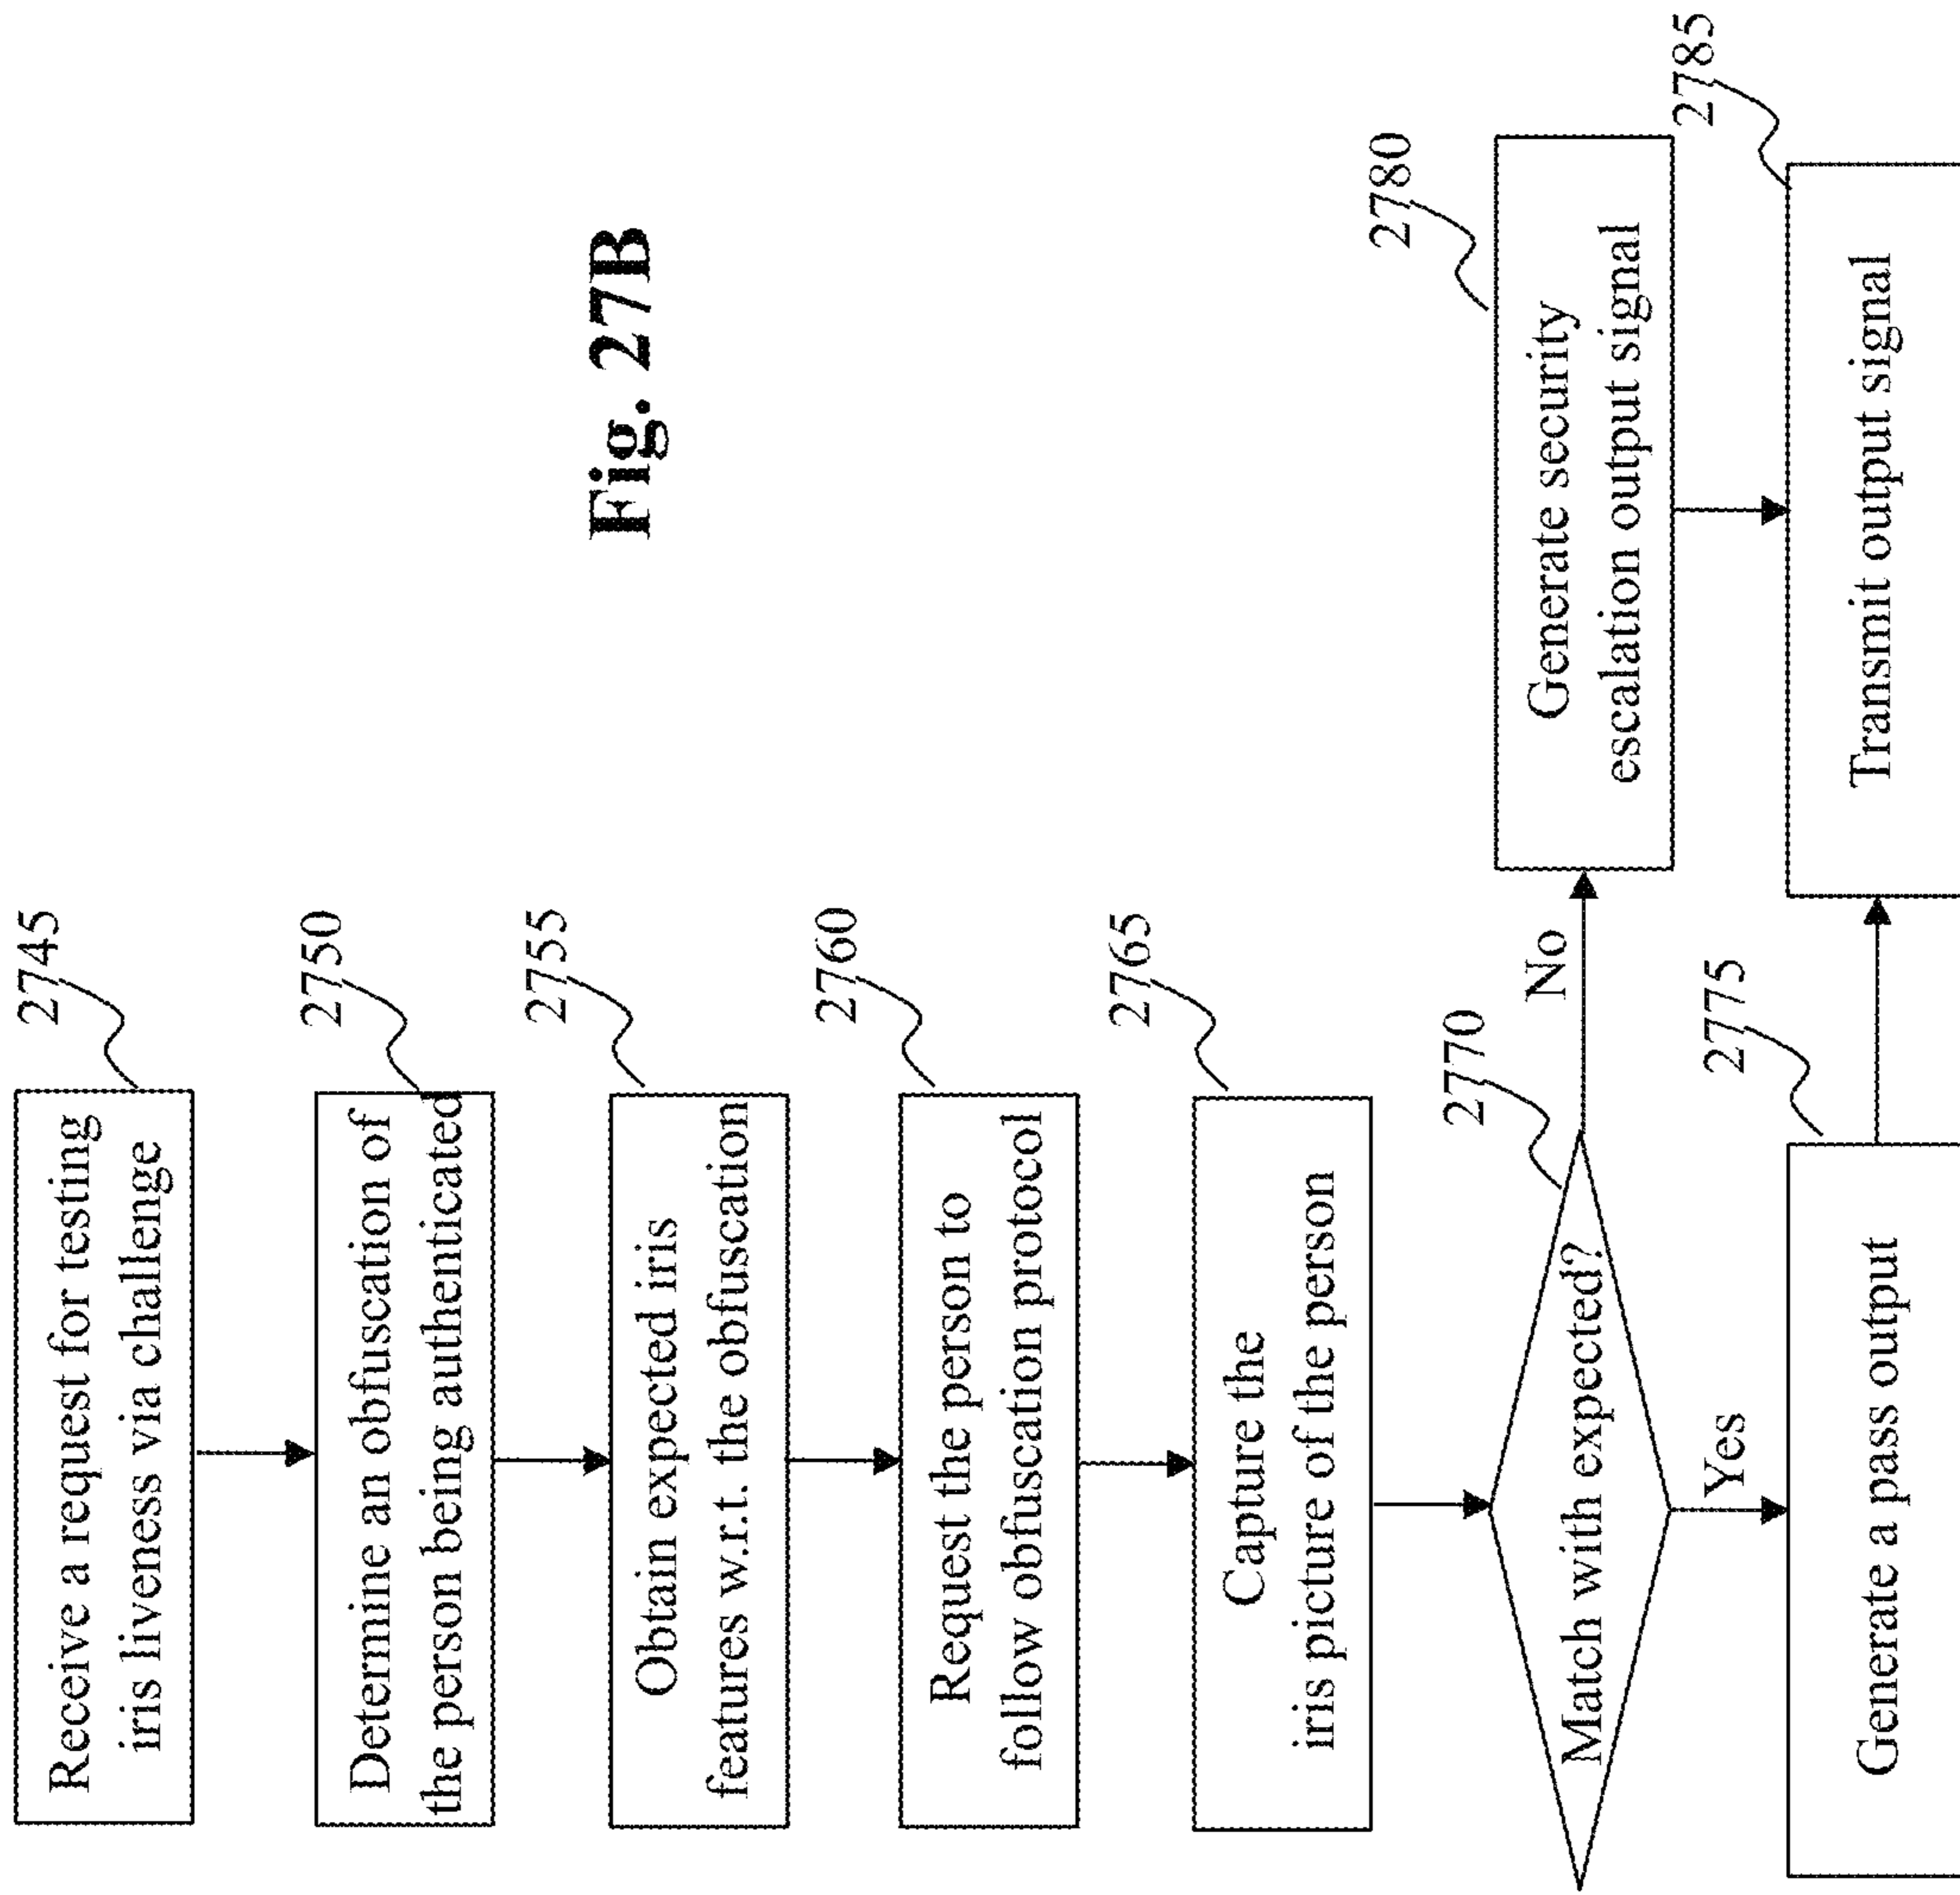 2745
Receive a request for testing
iris liveness via challenge
2750
Determine an obfuscation of
the person being authenticated
2755
Obtain expected iris
features w.r.t. the obfuscation
2760
Request the person to
follow obfuscation protocol
2765
Capture the
iris picture of the person
2770
Match with expected?
No
Yes
2780
Generate security
escalation output signal
2775
Generate a pass output
2785
Transmit output signal
Fig. 27B